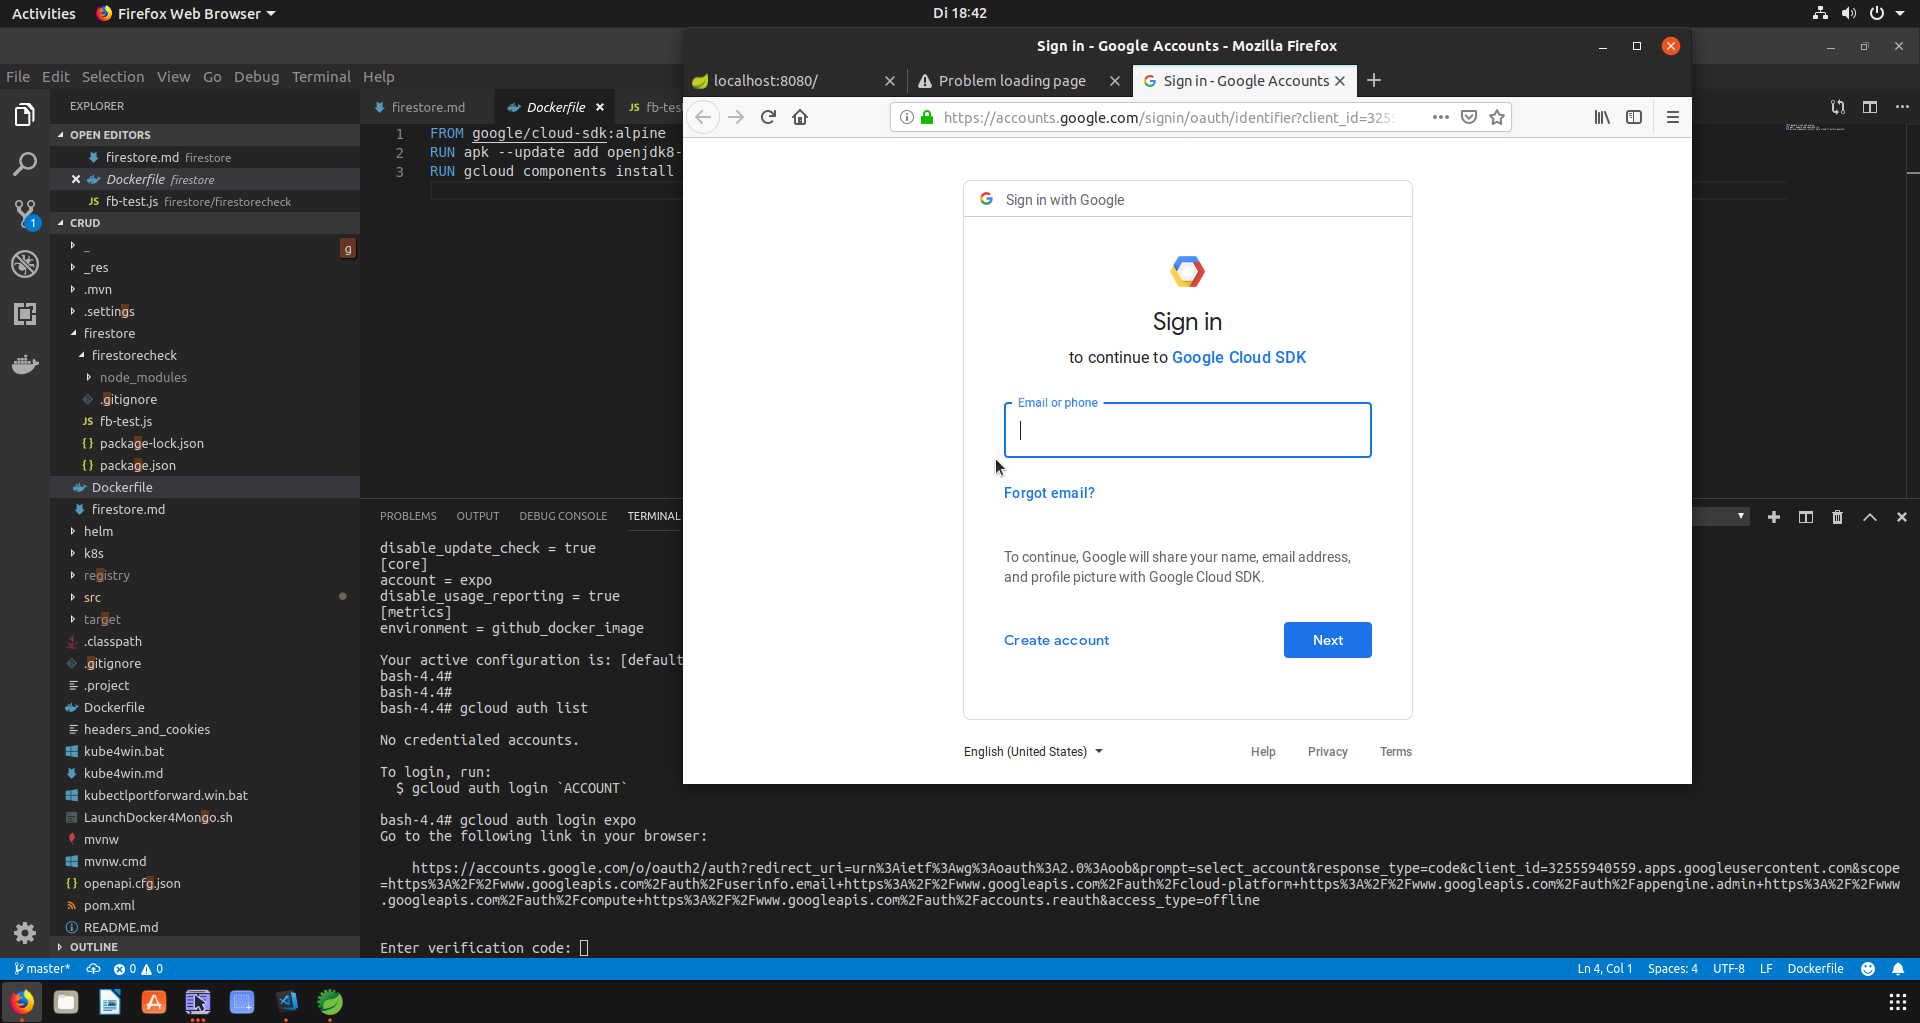 Activities
Firefox Web Browser
Di 18:42
Sign in - Google Accounts - Mozilla Firefox
File Edit Selection View Go Debug Terminal Help
localhost:8080/
Problem loading page
Sign in - Google Accounts
EXPLORER
firestore.md
Dockerfile
fb-test
https://accounts.google.com/signin/oauth/identifier?client_id=3255
OPEN EDITORS
firestore.md firestore
Dockerfile firestore
fb-test.js firestore/firestorecheck
1 FROM google/cloud-sdk:alpine
2 RUN apk --update add openjdk8-
3 RUN gcloud components install
1
CRUD
_
g
_res
.mvn
.settings
firestore
firestorecheck
node_modules
.gitignore
JS fb-test.js
{} package-lock.json
{} package.json
Dockerfile
firestore.md
helm
k8s
registry
src
target
.classpath
.gitignore
.project
Dockerfile
headers_and_cookies
kube4win.bat
kube4win.md
kubectlportforward.win.bat
LaunchDocker4Mongo.sh
mvnw
mvnw.cmd
{} openapi.cfg.json
pom.xml
README.md
OUTLINE
Sign in with Google
Sign in
to continue to Google Cloud SDK
Email or phone
Forgot email?
To continue, Google will share your name, email address,
and profile picture with Google Cloud SDK.
Create account
Next
English (United States)
Help Privacy Terms
PROBLEMS OUTPUT DEBUG CONSOLE TERMINAL
disable_update_check = true
[core]
account = expo
disable_usage_reporting = true
[metrics]
environment = github_docker_image
Your active configuration is: [default
bash-4.4#
bash-4.4#
bash-4.4# gcloud auth list
No credentialed accounts.
To login, run:
$ gcloud auth login `ACCOUNT`
bash-4.4# gcloud auth login expo
Go to the following link in your browser:
https://accounts.google.com/o/oauth2/auth?redirect_uri=urn%3Aietf%3Awg%3Aoauth%3A2.0%3Aoob&prompt=select_account&response_type=code&client_id=32555940559.apps.googleusercontent.com&scope
=https%3A%2F%2Fwww.googleapis.com%2Fauth%2Fuserinfo.email+https%3A%2F%2Fwww.googleapis.com%2Fauth%2Fcloud-platform+https%3A%2F%2Fwww.googleapis.com%2Fauth%2Fappengine.admin+https%3A%2F%2Fwww
.googleapis.com%2Fauth%2Fcompute+https%3A%2F%2Fwww.googleapis.com%2Fauth%2Faccounts.reauth&access_type=offline
Enter verification code:
master*
0 0
Ln 4, Col 1 Spaces: 4 UTF-8 LF Dockerfile